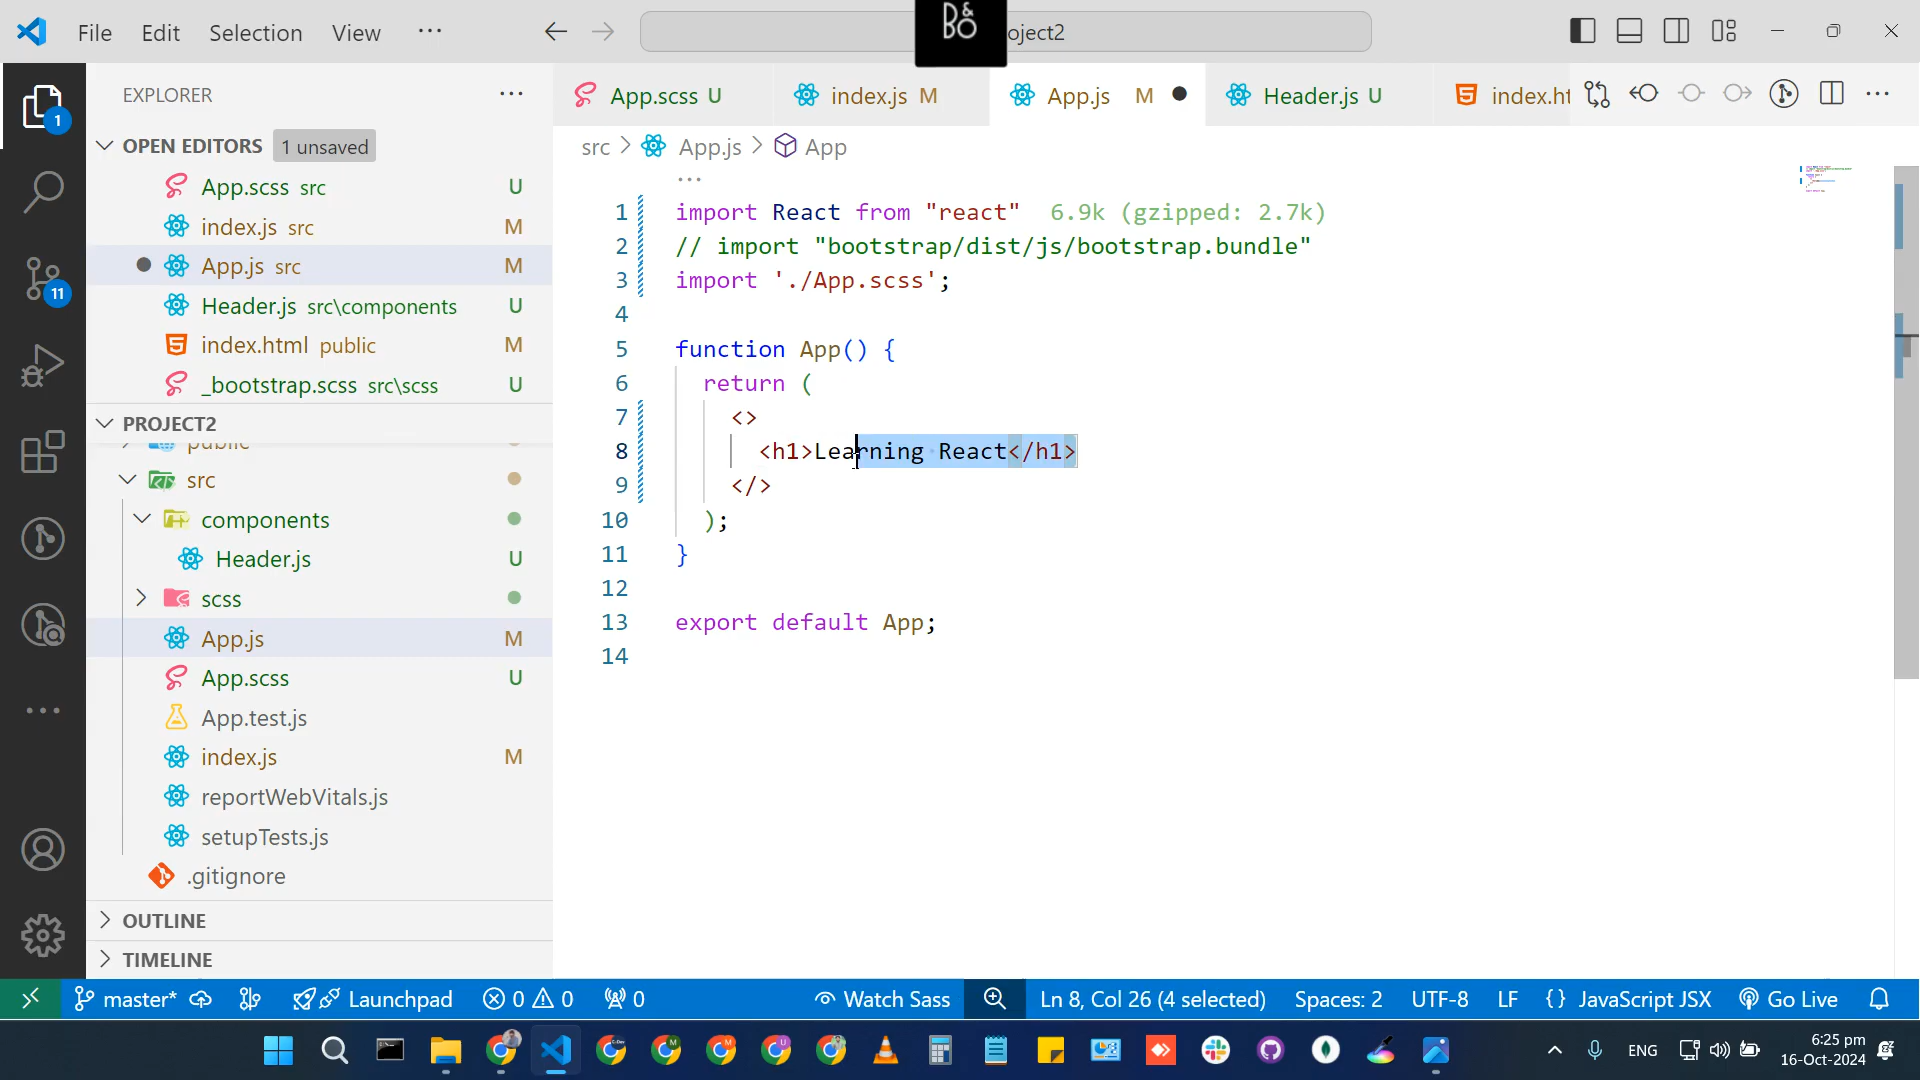 File Edit Selection View ···
B&O
oject2
EXPLORER ···
OPEN EDITORS 1 unsaved
App.scss src U
index.js src M
App.js src M
Header.js src\components U
index.html public M
_bootstrap.scss src\scss U
PROJECT2
public
src
components
Header.js U
scss
App.js M
App.scss U
App.test.js
index.js M
reportWebVitals.js
setupTests.js
.gitignore
OUTLINE
TIMELINE
1
11
App.scss U
index.js M
App.js M
Header.js U
index.ht
src > App.js > App
···
1 import React from "react" 6.9k (gzipped: 2.7k)
2 // import "bootstrap/dist/js/bootstrap.bundle"
3 import './App.scss';
4
5 function App() {
6 return (
7 <>
8 <h1>Learning React</h1>
9 </>
10 );
11 }
12
13 export default App;
14
master* Launchpad 0 0 0 Watch Sass Ln 8, Col 26 (4 selected) Spaces: 2 UTF-8 LF {} JavaScript JSX Go Live
ENG
6:25 pm
16-Oct-2024